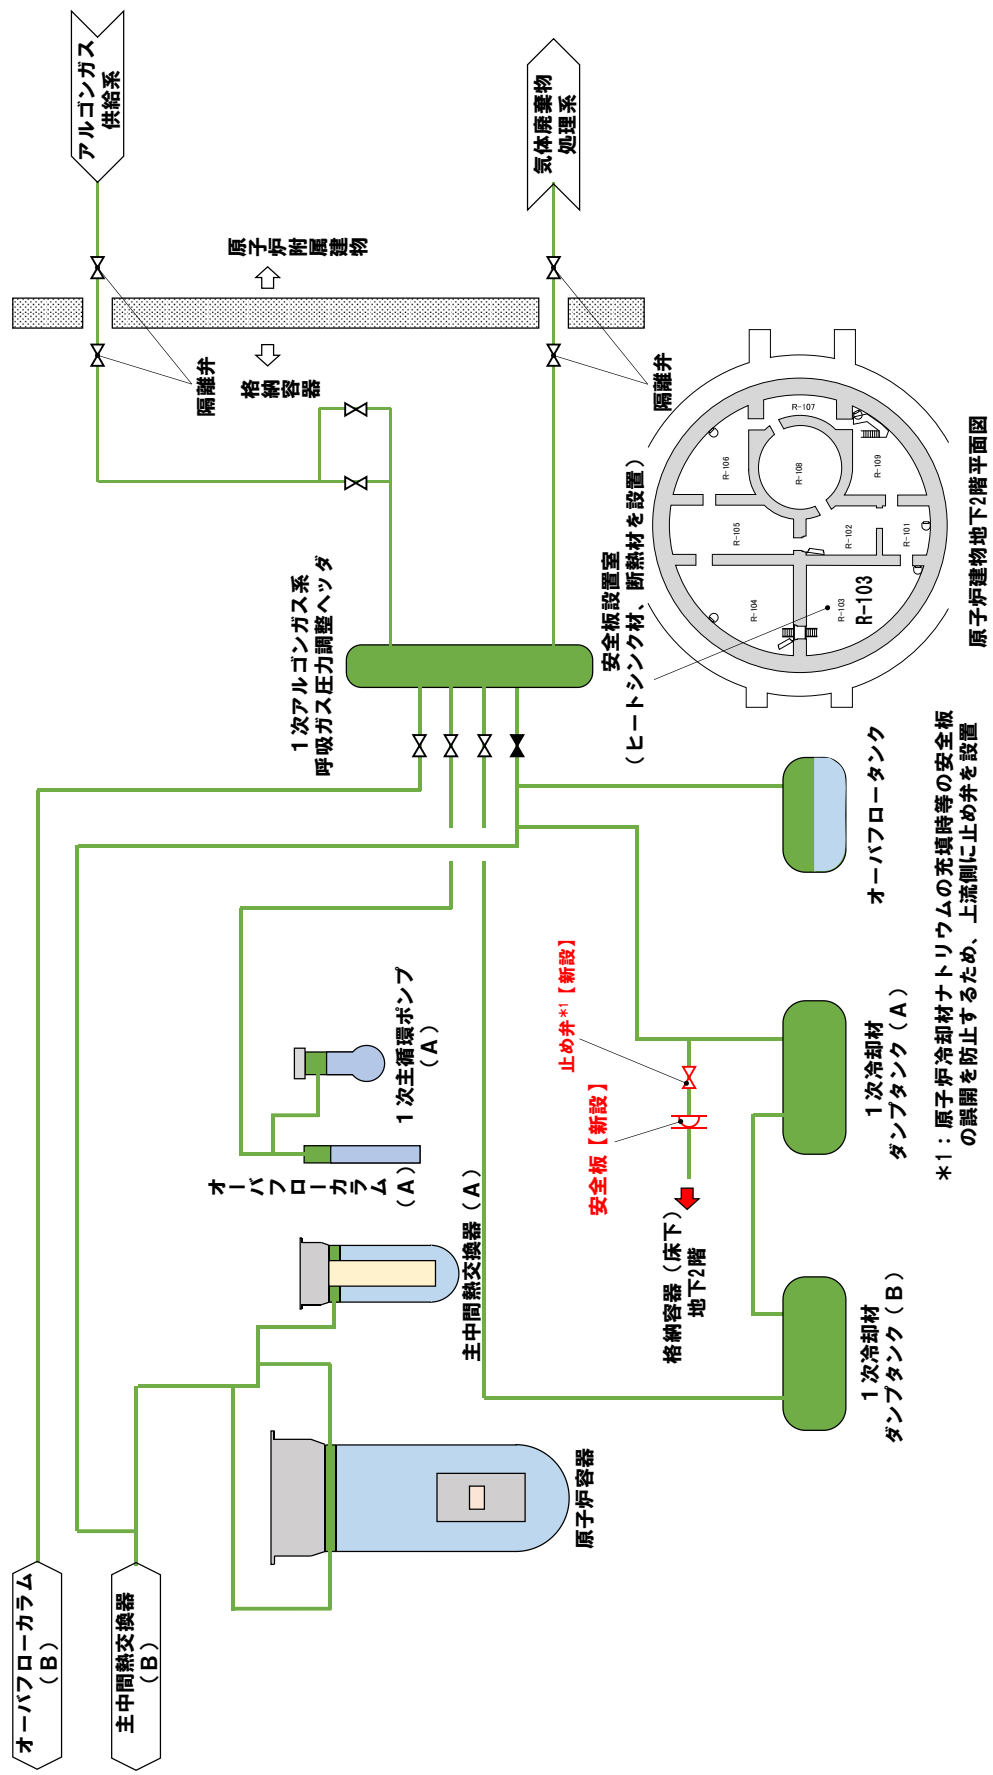 アルゴンガス
供給系
気体廃棄物
処理系
原子炉附属建物
格納容器
隔離弁
隔離弁
1次アルゴンガス系
呼吸ガス圧力調整ヘッダ
安全板設置室
（ヒートシンク材、断熱材を設置）
R-107
R-106
R-108
R-109
R-105
R-102
R-101
R-104
R-103
R-103
原子炉建物地下2階平面図
オーバフロータンク
1次主循環ポンプ
（A）
オーバフローカラム
（A）
主中間熱交換器（A）
止め弁*1【新設】
安全板【新設】
格納容器（床下）
地下2階
1次冷却材
ダンプタンク（A）
1次冷却材
ダンプタンク（B）
原子炉容器
オーバフローカラム
（B）
主中間熱交換器
（B）
*1：原子炉冷却材ナトリウムの充填時等の安全板
の誤開を防止するため、上流側に止め弁を設置